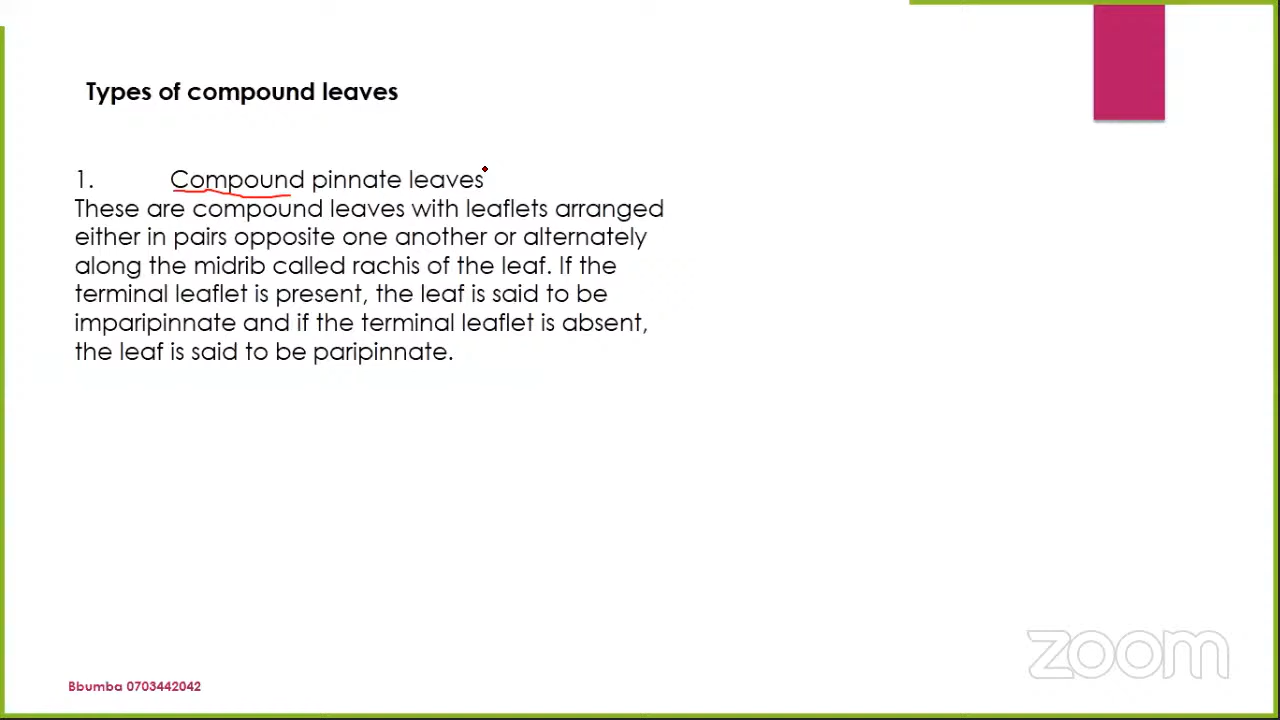 Types of compound leaves
1. Compound pinnate leaves
These are compound leaves with leaflets arranged
either in pairs opposite one another or alternately
along the midrib called rachis of the leaf. If the
terminal leaflet is present, the leaf is said to be
imparipinnate and if the terminal leaflet is absent,
the leaf is said to be paripinnate.
zoom
Bbumba 0703442042